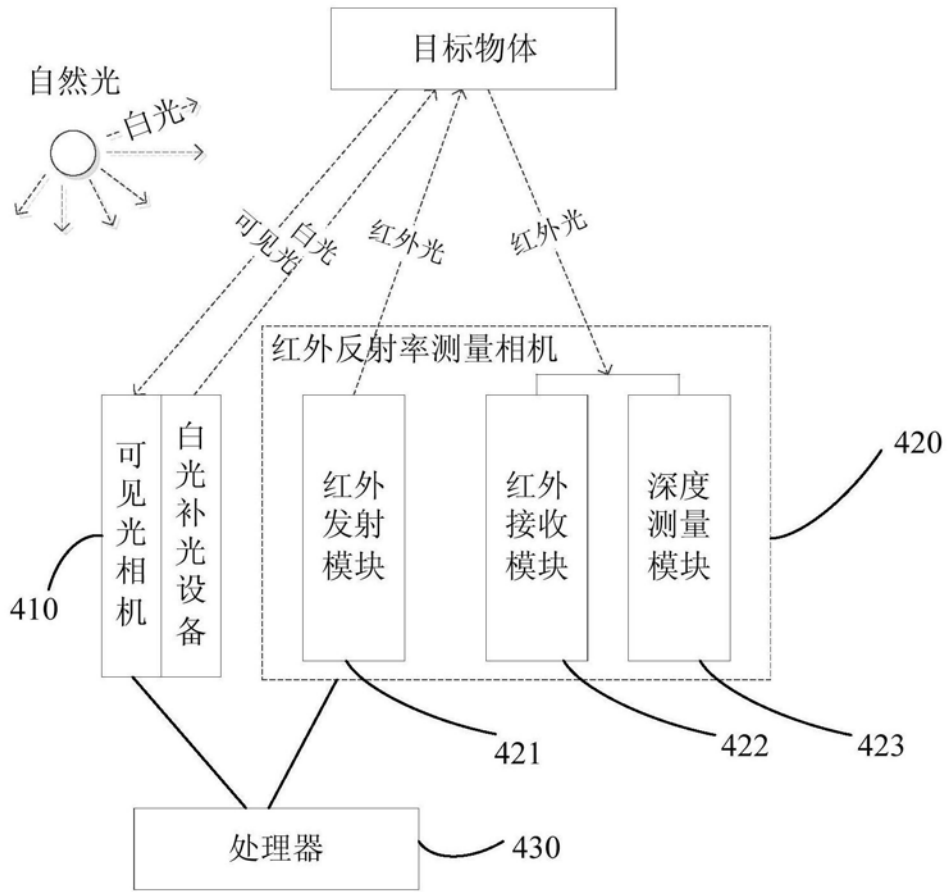 目标物体
自然光
白光
可见光
白光
红外光
红外光
红外反射率测量相机
可见光相机
白光补光设备
红外
发射
模块
红外
接收
模块
深度
测量
模块
420
410
421
422
423
处理器
430